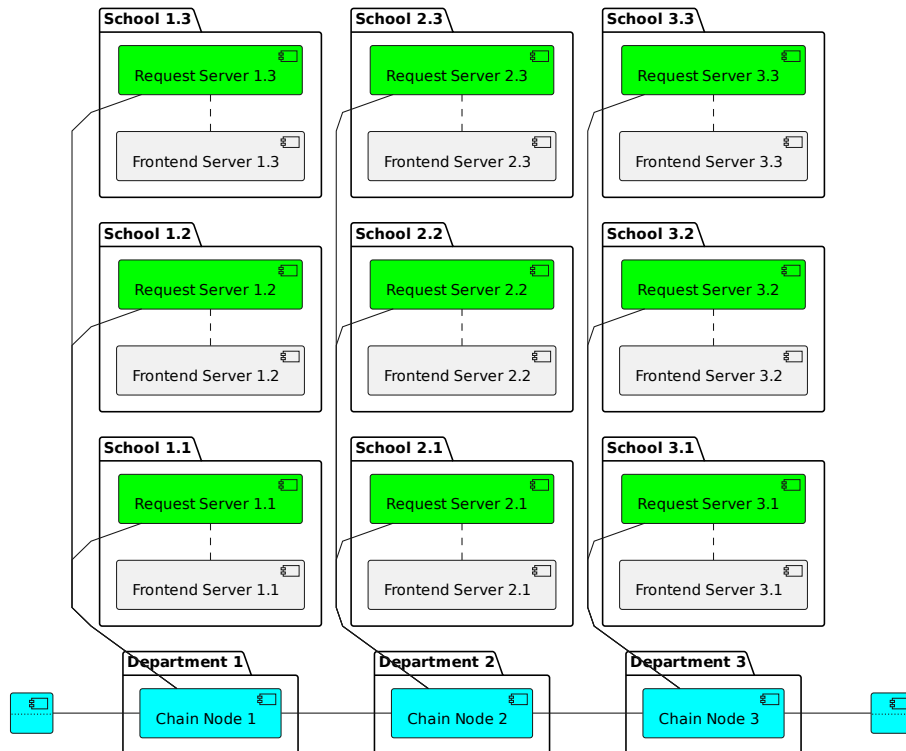 School 1.3
School 2.3
School 3.3
Request Server 1.3
Request Server 2.3
Request Server 3.3
Frontend Server 1.3
Frontend Server 2.3
Frontend Server 3.3
School 1.2
School 2.2
School 3.2
Request Server 1.2
Request Server 2.2
Request Server 3.2
Frontend Server 1.2
Frontend Server 2.2
Frontend Server 3.2
School 1.1
School 2.1
School 3.1
Request Server 1.1
Request Server 2.1
Request Server 3.1
Frontend Server 1.1
Frontend Server 2.1
Frontend Server 3.1
Department 1
Department 2
Department 3
Chain Node 1
Chain Node 2
Chain Node 3